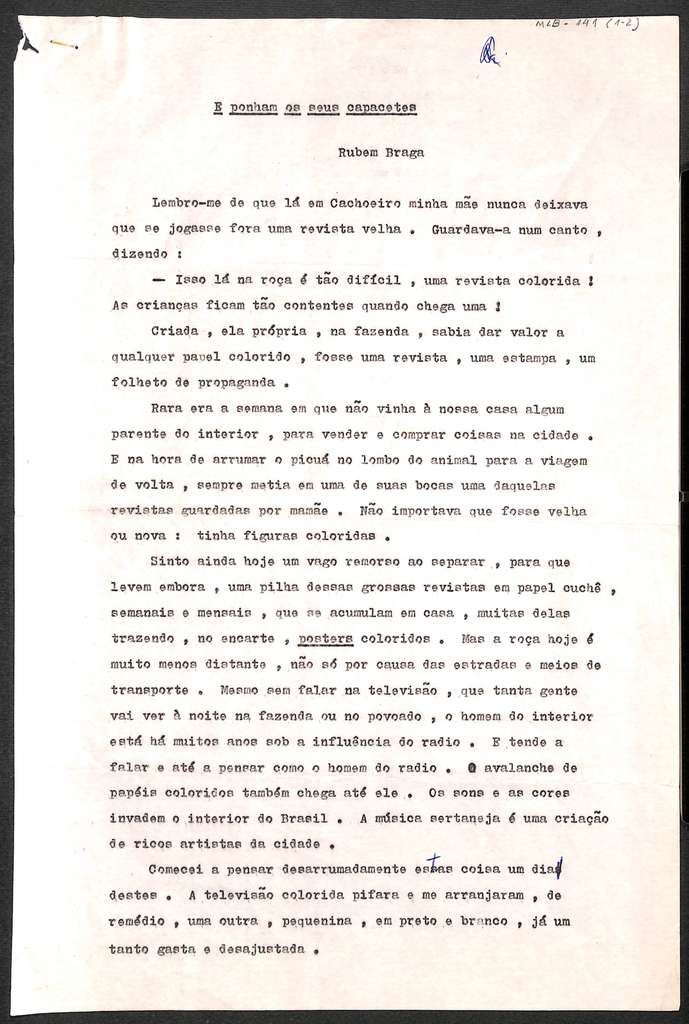 MLB - 141 (1-2)
E ponham os seus capacetes
Rubem Braga
Lembro-me de que lá em Cachoeiro minha mãe nunca deixava
que se jogasse fora uma revista velha . Guardava-a num canto ,
dizendo :
— Isso lá na roça é tão difícil , uma revista colorida !
As crianças ficam tão contentes quando chega uma !
Criada , ela própria , na fazenda , sabia dar valor a
qualquer papel colorido , fosse uma revista , uma estampa , um
folheto de propaganda .
Rara era a semana em que não vinha à nossa casa algum
parente do interior , para vender e comprar coisas na cidade .
E na hora de arrumar o picuá no lombo do animal para a viagem
de volta , sempre metia em uma de suas bocas uma daquelas
revistas guardadas por mamãe . Não importava que fosse velha
ou nova : tinha figuras coloridas .
Sinto ainda hoje um vago remorso ao separar , para que
levem embora , uma pilha dessas grossas revistas em papel cuchê ,
semanais e mensais , que se acumulam em casa , muitas delas
trazendo , no encarte , posters coloridos . Mas a roça hoje é
muito menos distante , não só por causa das estradas e meios de
transporte . Mesmo sem falar na televisão , que tanta gente
vai ver à noite na fazenda ou no povoado , o homem do interior
está há muitos anos sob a influência do radio . E tende a
falar e até a pensar como o homem do radio . A avalanche de
papéis coloridos também chega até ele . Os sons e as cores
invadem o interior do Brasil . A música sertaneja é uma criação
de ricos artistas da cidade .
Comecei a pensar desarrumadamente estas coisa um dia
destes . A televisão colorida pifara e me arranjaram , de
remédio , uma outra , pequenina , em preto e branco , já um
tanto gasta e desajustada .